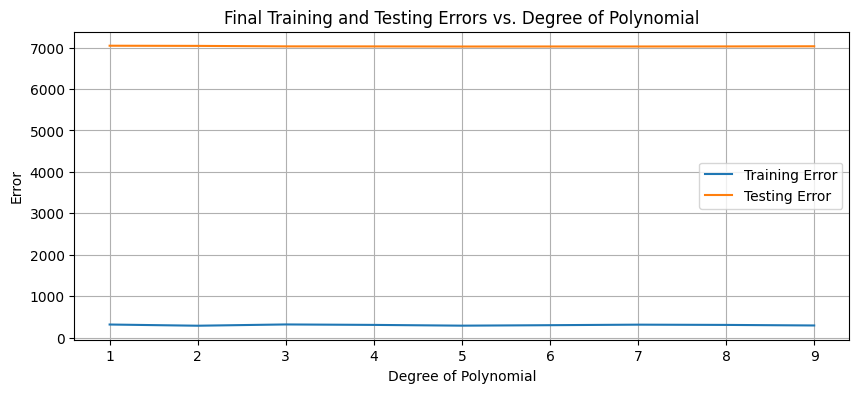 Final Training and Testing Errors vs. Degree of Polynomial
7000
6000
5000
4000
3000
2000
1000
0
Error
Training Error
Testing Error
1 2 3 4 5 6 7 8 9
Degree of Polynomial